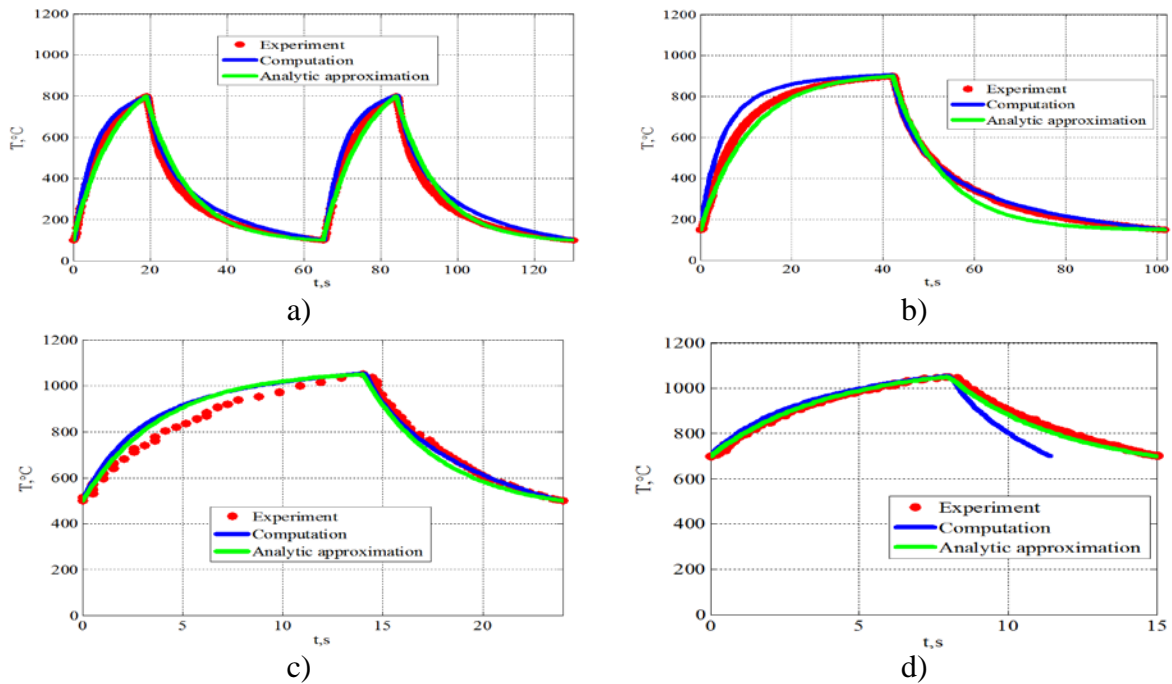 1200
1000
800
600
400
200
0
T,°C
Experiment
Computation
Analytic approximation
0 20 40 60 80 100 120
t,s
a)
1200
1000
800
600
400
200
0
T,°C
Experiment
Computation
Analytic approximation
0 20 40 60 80 100
t,s
b)
1200
1000
800
600
400
200
0
T,°C
Experiment
Computation
Analytic approximation
0 5 10 15 20
t,s
c)
1200
1000
800
600
400
200
0
T,°C
Experiment
Computation
Analytic approximation
0 5 10 15
t,s
d)